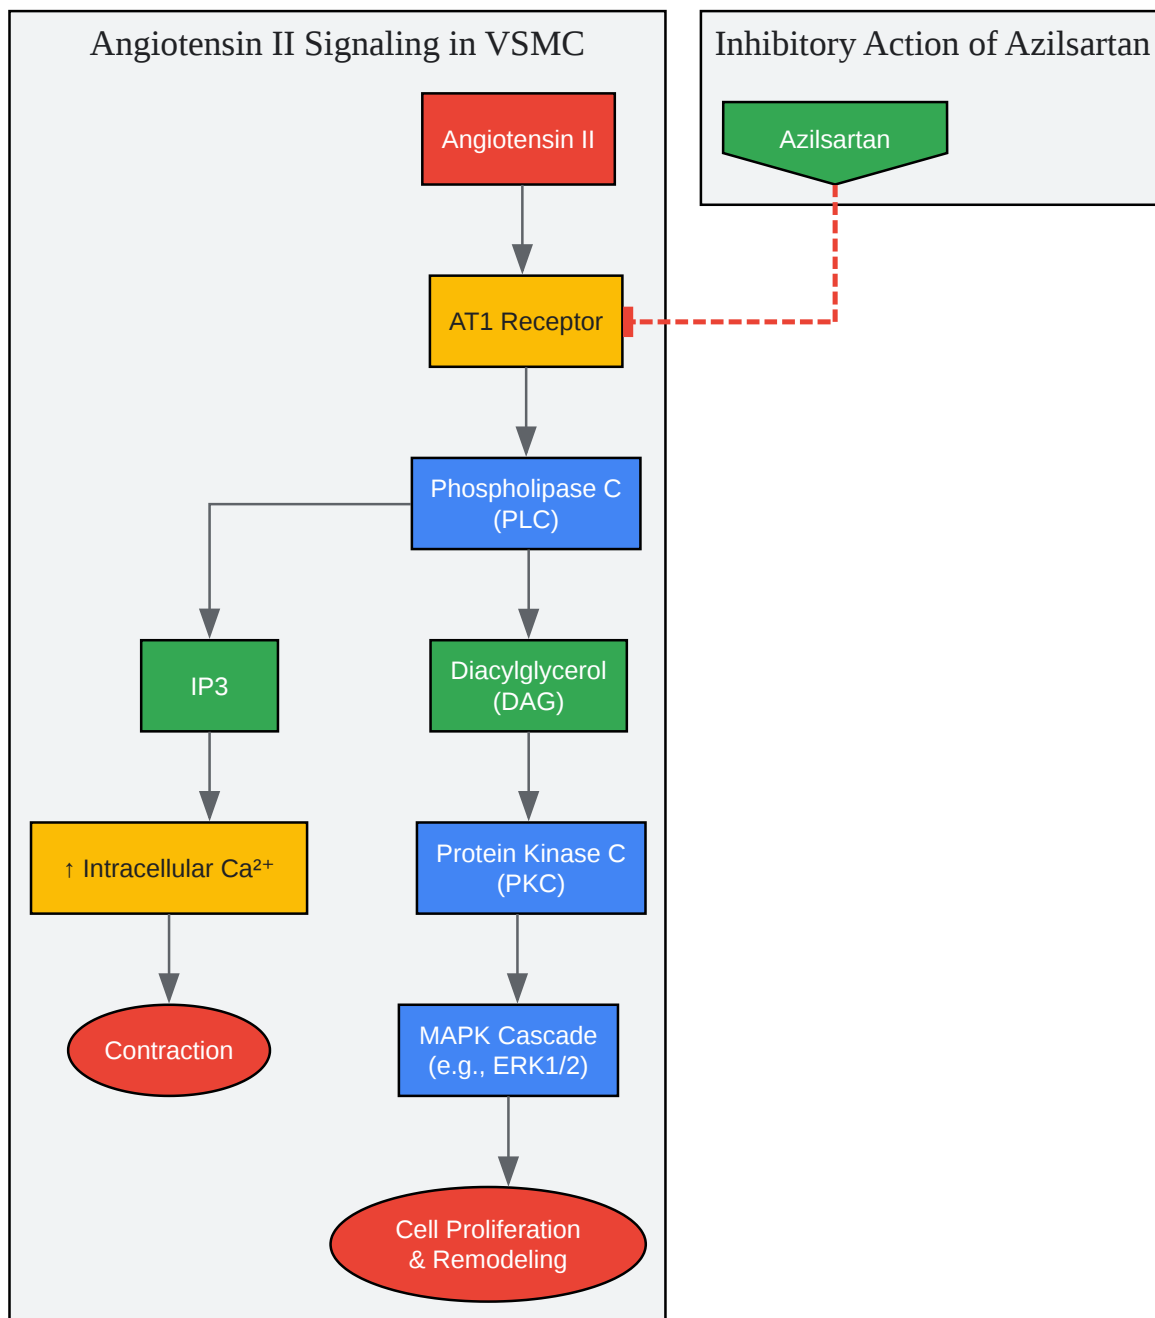 Angiotensin II Signaling in VSMC
Inhibitory Action of Azilsartan
Angiotensin II
Azilsartan
AT1 Receptor
Phospholipase C
(PLC)
IP3
Diacylglycerol
(DAG)
↑ Intracellular Ca²⁺
Protein Kinase C
(PKC)
Contraction
MAPK Cascade
(e.g., ERK1/2)
Cell Proliferation
& Remodeling